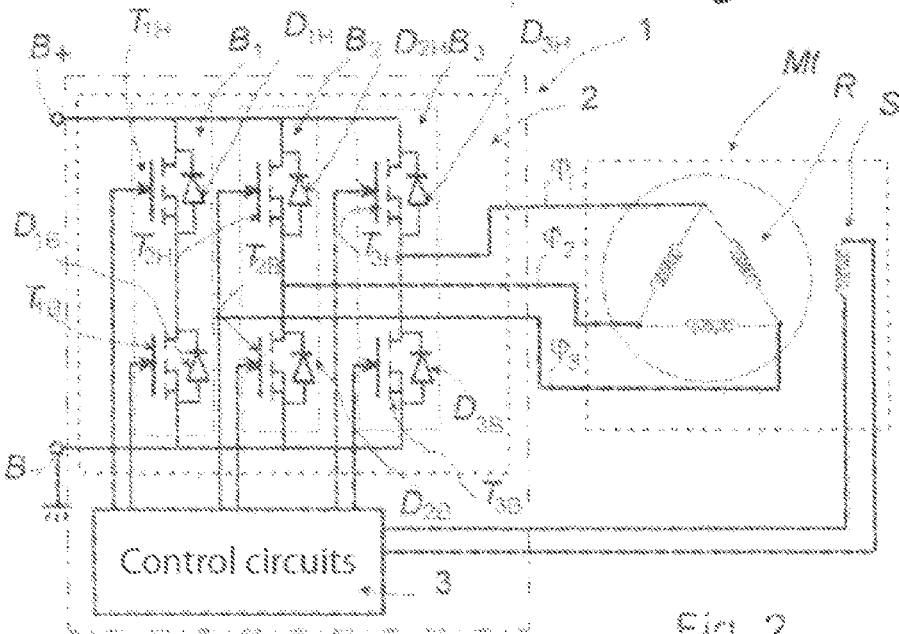 T1H D1H B2 D2H B3 D3H 1
B+ B1 MI
2 R S
φ1
D1B T2H T2B T3H φ2
T1B
φ3
D3B
B- D2B T3B
Control circuits 3
Fig. 2